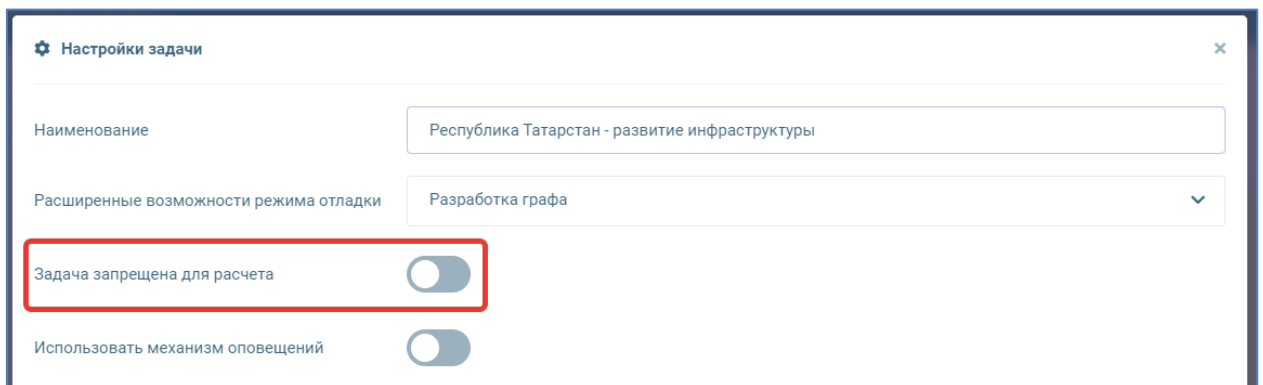 Настройки задачи
Наименование
Республика Татарстан - развитие инфраструктуры
Расширенные возможности режима отладки
Разработка графа
Задача запрещена для расчета
Использовать механизм оповещений